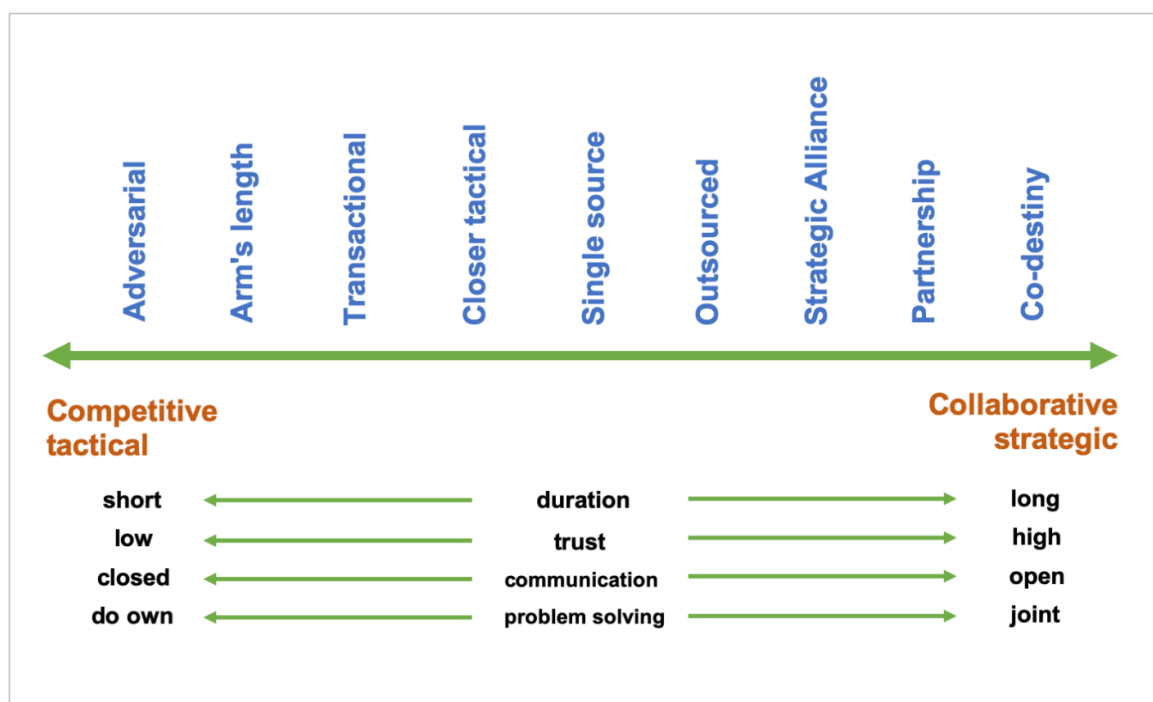 Adversarial
Arm's length
Transactional
Closer tactical
Single source
Outsourced
Strategic Alliance
Partnership
Co-destiny
Competitive
tactical
Collaborative
strategic
short duration long
low trust high
closed communication open
do own problem solving joint